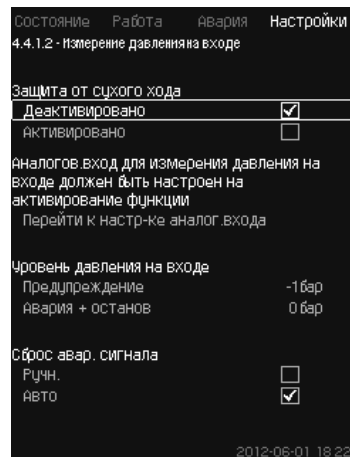 Состояние Работа Авария Настройки
4.4.1.2 - Измерение давления на входе
Защита от сухого хода
Деактивировано
Активировано
Аналогов.вход для измерения давления на
входе должен быть настроен на
активирование функции
Перейти к настр-ке аналог.входа
Уровень давления на входе
Предупреждение -1бар
Авария + останов 0бар
Сброс авар. сигнала
Ручн.
Авто
2012-06-01 18:22